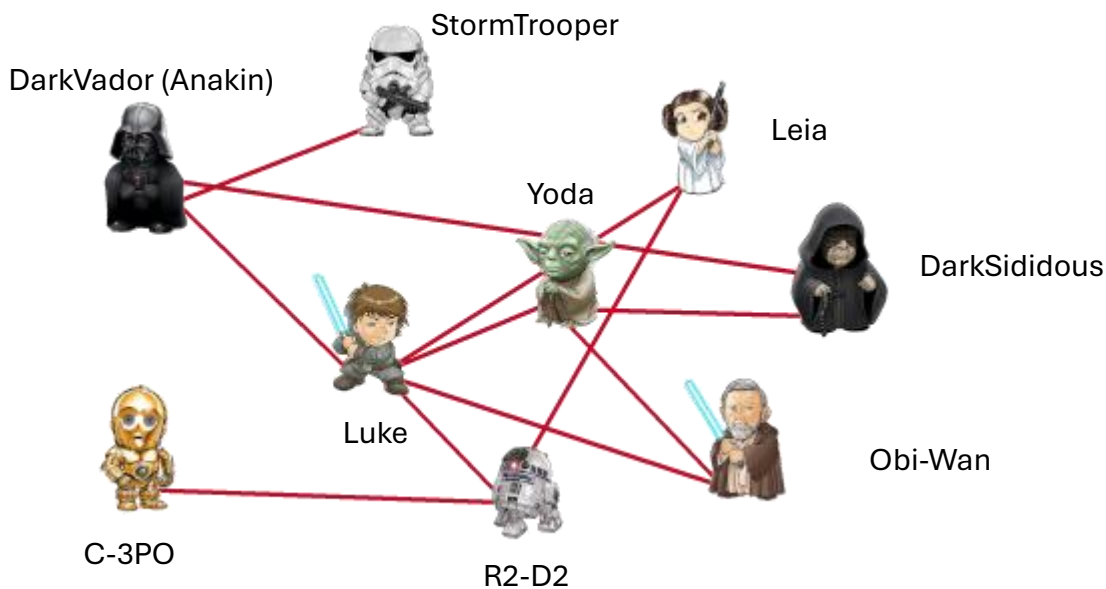 StormTrooper
DarkVador (Anakin)
Leia
Yoda
DarkSididous
Luke
Obi-Wan
C-3PO
R2-D2